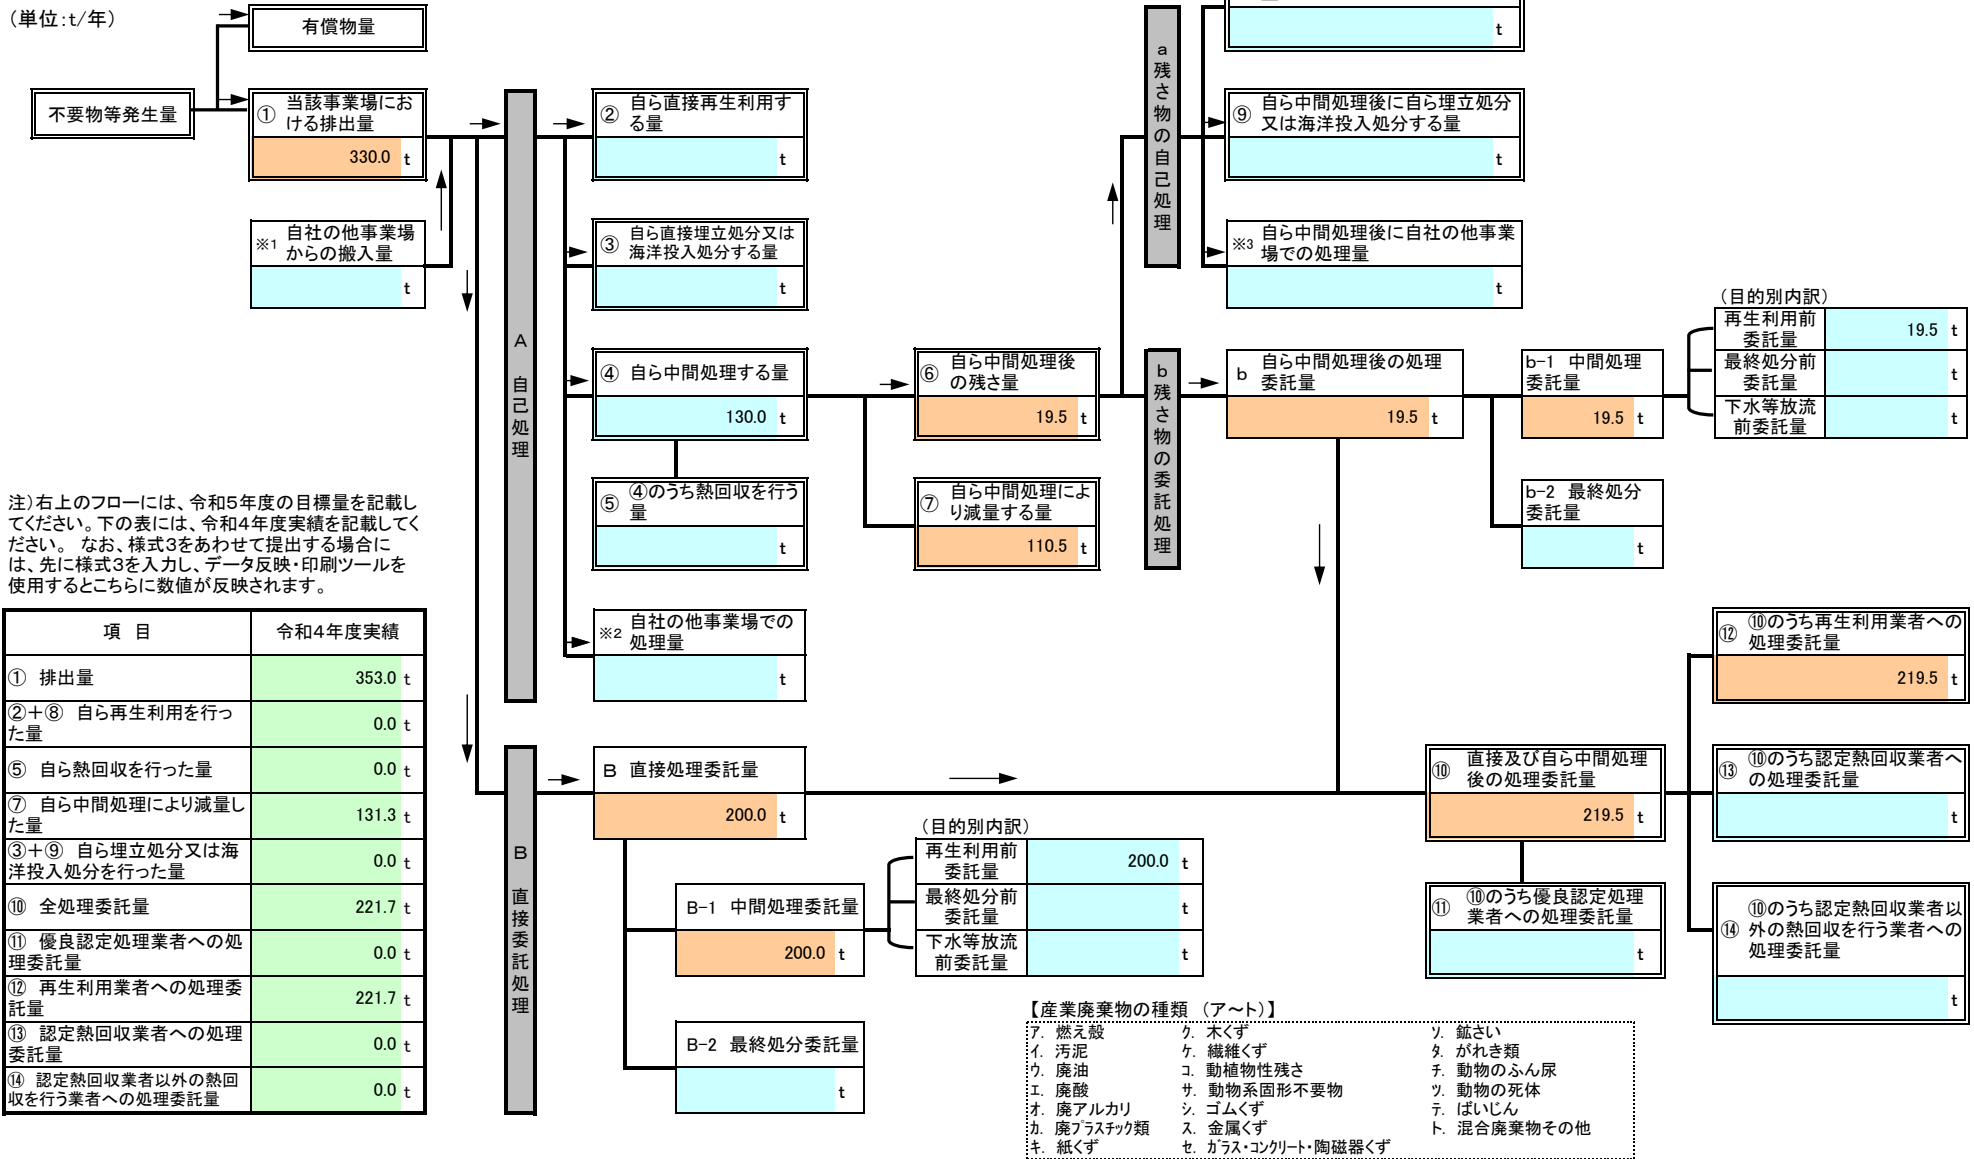 (単位:t/年)
有償物量
不要物等発生量
① 当該事業場にお
ける排出量
330.0 t
※1 自社の他事業場
からの搬入量
t
A 自己処理
② 自ら直接再生利用す
る量
t
③ 自ら直接埋立処分又は
海洋投入処分する量
t
④ 自ら中間処理する量
130.0 t
⑤ ④のうち熱回収を行う
量
t
※2 自社の他事業場での
処理量
t
⑥ 自ら中間処理後
の残さ量
19.5 t
⑦ 自ら中間処理によ
り減量する量
110.5 t
a 残さ物の自己処理
t
⑨ 自ら中間処理後に自ら埋立処分
又は海洋投入処分する量
t
※3 自ら中間処理後に自社の他事業
場での処理量
t
b 残さ物の委託処理
b 自ら中間処理後の処理
委託量
19.5 t
b-1 中間処理
委託量
19.5 t
(目的別内訳)
再生利用前
委託量
19.5 t
最終処分前
委託量
t
下水等放流
前委託量
t
b-2 最終処分
委託量
t
注)右上のフローには、令和5年度の目標量を記載し
てください。下の表には、令和4年度実績を記載してく
ださい。 なお、様式3をあわせて提出する場合に
は、先に様式3を入力し、データ反映・印刷ツールを
使用するとこちらに数値が反映されます。
項 目 令和4年度実績
① 排出量 353.0 t
②+⑧ 自ら再生利用を行っ
た量 0.0 t
⑤ 自ら熱回収を行った量 0.0 t
⑦ 自ら中間処理により減量し
た量 131.3 t
③+⑨ 自ら埋立処分又は海
洋投入処分を行った量 0.0 t
⑩ 全処理委託量 221.7 t
⑪ 優良認定処理業者への処
理委託量 0.0 t
⑫ 再生利用業者への処理委
託量 221.7 t
⑬ 認定熱回収業者への処理
委託量 0.0 t
⑭ 認定熱回収業者以外の熱回
収を行う業者への処理委託量 0.0 t
B 直接委託処理
B 直接処理委託量
200.0 t
B-1 中間処理委託量
200.0 t
(目的別内訳)
再生利用前
委託量
200.0 t
最終処分前
委託量
t
下水等放流
前委託量
t
B-2 最終処分委託量
t
⑩ 直接及び自ら中間処理
後の処理委託量
219.5 t
⑪ ⑩のうち優良認定処理
業者への処理委託量
t
⑫ ⑩のうち再生利用業者への
処理委託量
219.5 t
⑬ ⑩のうち認定熱回収業者へ
の処理委託量
t
⑭ ⑩のうち認定熱回収業者以
外の熱回収を行う業者への
処理委託量
t
【産業廃棄物の種類 (ア~ト)】
ア. 燃え殻 ク. 木くず ソ. 鉱さい
イ. 汚泥 ケ. 繊維くず タ. がれき類
ウ. 廃油 コ. 動植物性残さ チ. 動物のふん尿
エ. 廃酸 サ. 動物系固形不要物 ツ. 動物の死体
オ. 廃アルカリ シ. ゴムくず テ. ばいじん
カ. 廃プラスチック類 ス. 金属くず ト. 混合廃棄物その他
キ. 紙くず セ. ガラス・コンクリート・陶磁器くず